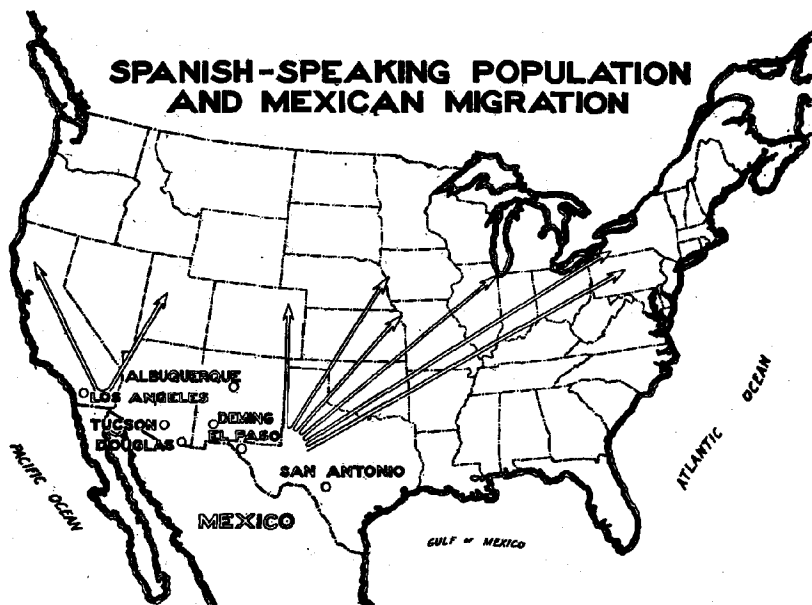 SPANISH-SPEAKING POPULATION
AND MEXICAN MIGRATION
ALBUQUERQUE
LOS ANGELES
TUCSON
DEMING
DOUGLAS
EL PASO
SAN ANTONIO
MEXICO
PACIFIC OCEAN
GULF OF MEXICO
ATLANTIC OCEAN